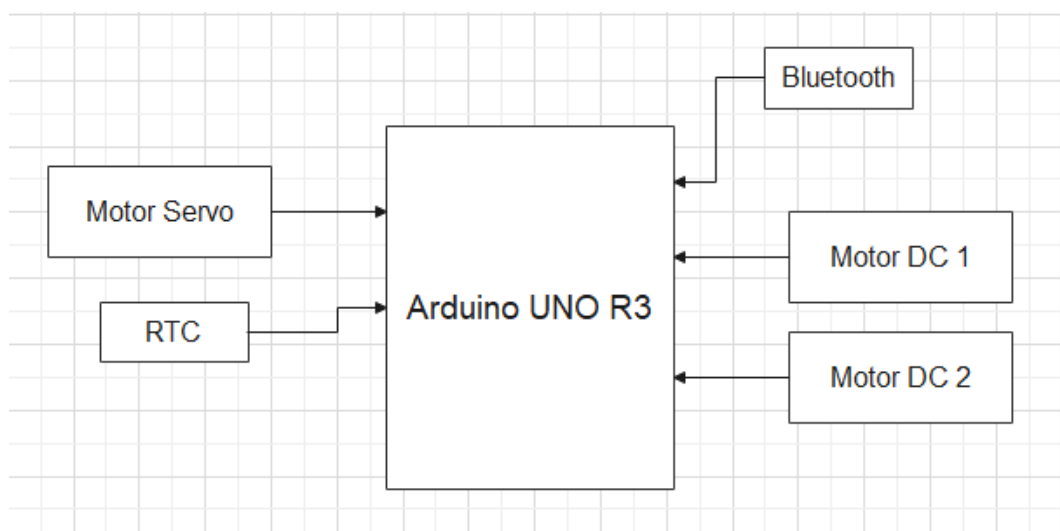 Bluetooth
Motor Servo
Motor DC 1
Arduino UNO R3
RTC
Motor DC 2